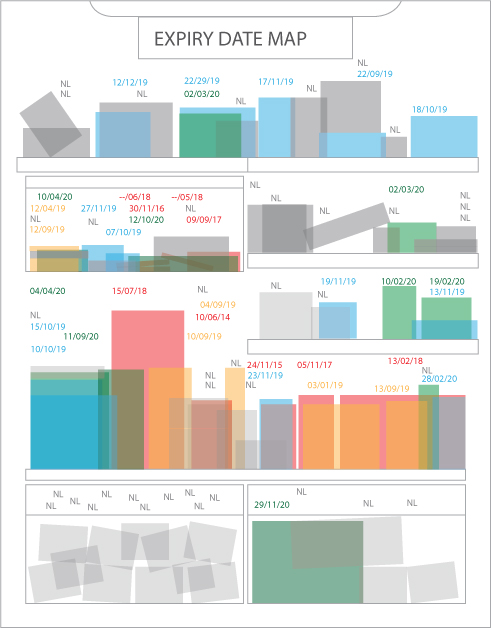 EXPIRY DATE MAP
NL
NL
12/12/19
NL
22/29/19
02/03/20
NL
17/11/19
NL
NL
22/09/19
NL
18/10/19
10/04/20
12/04/19
NL
12/09/19
27/11/19
NL
07/10/19
--/06/18
30/11/16
12/10/20
--/05/18
NL
09/09/17
NL
NL
NL
02/03/20
NL
NL
NL
NL
NL
19/11/19
NL
10/02/20
19/02/20
13/11/19
04/04/20
NL
15/10/19
11/09/20
10/10/19
15/07/18
NL
04/09/19
10/06/14
10/09/19
NL
NL
NL
NL
24/11/15
23/11/19
05/11/17
03/01/19
13/02/18
13/09/19
NL
28/02/20
NL
NL
NL
NL
NL
NL
NL
NL
NL
NL
NL
NL
29/11/20
NL
NL
NL